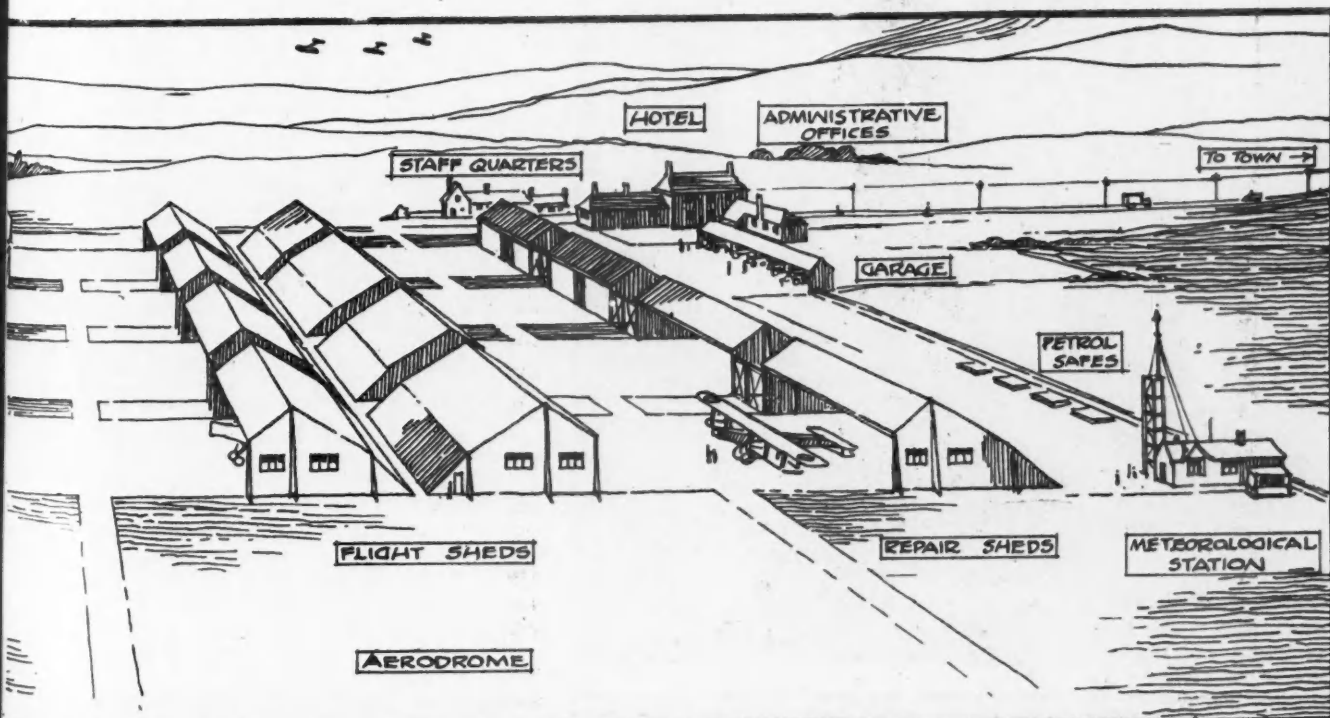 HOTEL
ADMINISTRATIVE
OFFICES
TO TOWN →
STAFF QUARTERS
GARAGE
PETROL
SAFES
FLIGHT SHEDS
REPAIR SHEDS
METEOROLOGICAL
STATION
AERODROME